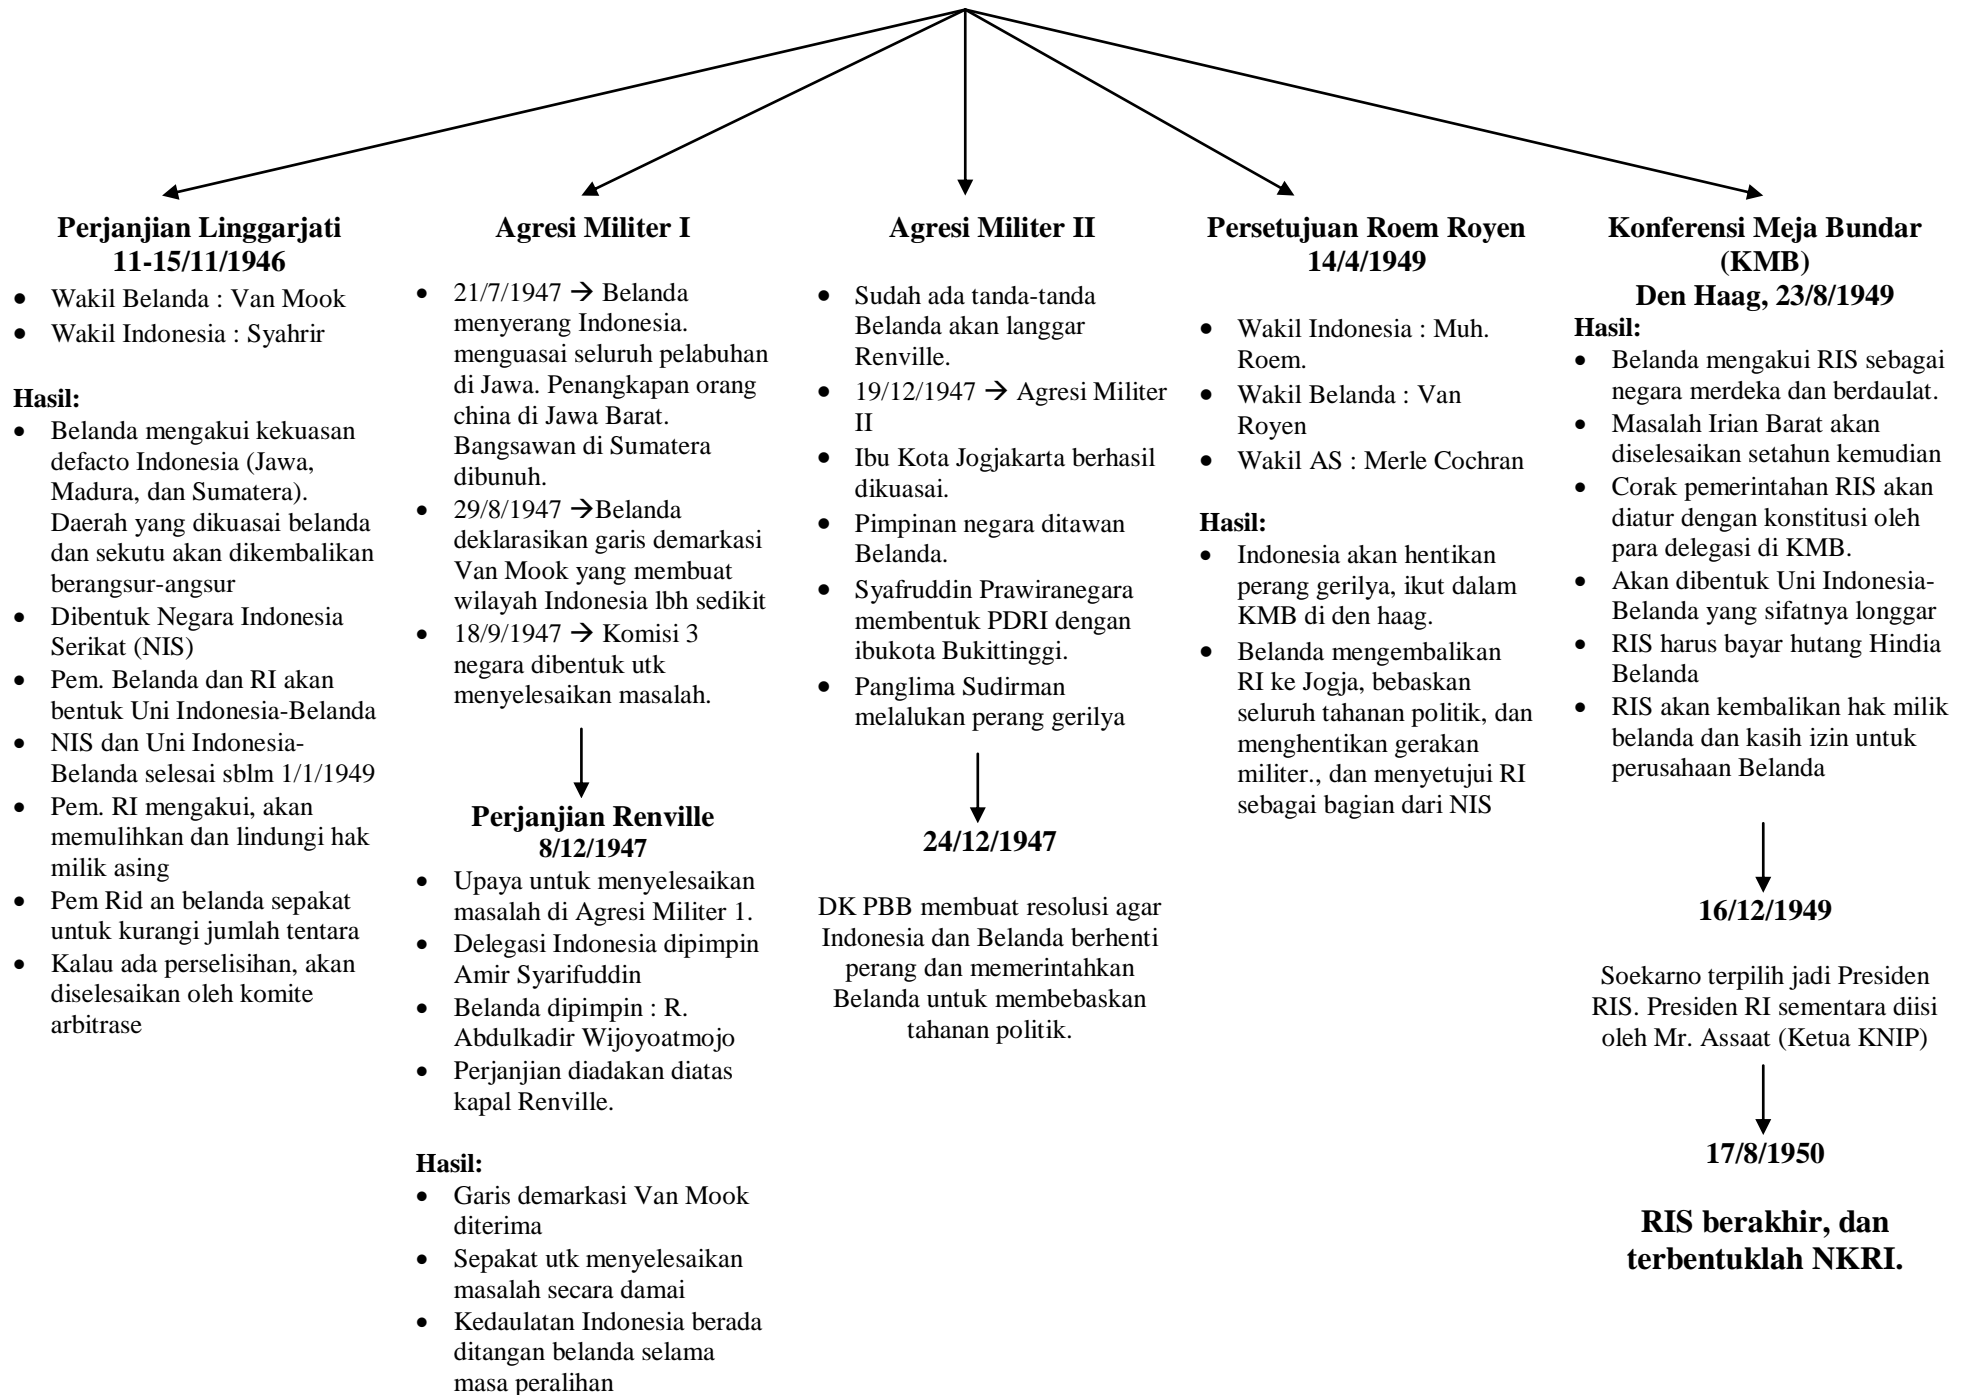 Perjanjian Linggarjati
11-15/11/1946
• Wakil Belanda : Van Mook
• Wakil Indonesia : Syahrir
Hasil:
• Belanda mengakui kekuasan
defacto Indonesia (Jawa,
Madura, dan Sumatera).
Daerah yang dikuasai belanda
dan sekutu akan dikembalikan
berangsur-angsur
• Dibentuk Negara Indonesia
Serikat (NIS)
• Pem. Belanda dan RI akan
bentuk Uni Indonesia-Belanda
• NIS dan Uni Indonesia-
Belanda selesai sblm 1/1/1949
• Pem. RI mengakui, akan
memulihkan dan lindungi hak
milik asing
• Pem Rid an belanda sepakat
untuk kurangi jumlah tentara
• Kalau ada perselisihan, akan
diselesaikan oleh komite
arbitrase
Agresi Militer I
• 21/7/1947 → Belanda
menyerang Indonesia.
menguasai seluruh pelabuhan
di Jawa. Penangkapan orang
china di Jawa Barat.
Bangsawan di Sumatera
dibunuh.
• 29/8/1947 →Belanda
deklarasikan garis demarkasi
Van Mook yang membuat
wilayah Indonesia lbh sedikit
• 18/9/1947 → Komisi 3
negara dibentuk utk
menyelesaikan masalah.
Perjanjian Renville
8/12/1947
• Upaya untuk menyelesaikan
masalah di Agresi Militer 1.
• Delegasi Indonesia dipimpin
Amir Syarifuddin
• Belanda dipimpin : R.
Abdulkadir Wijoyoatmojo
• Perjanjian diadakan diatas
kapal Renville.
Hasil:
• Garis demarkasi Van Mook
diterima
• Sepakat utk menyelesaikan
masalah secara damai
• Kedaulatan Indonesia berada
ditangan belanda selama
masa peralihan
Agresi Militer II
• Sudah ada tanda-tanda
Belanda akan langgar
Renville.
• 19/12/1947 → Agresi Militer
II
• Ibu Kota Jogjakarta berhasil
dikuasai.
• Pimpinan negara ditawan
Belanda.
• Syafruddin Prawiranegara
membentuk PDRI dengan
ibukota Bukittinggi.
• Panglima Sudirman
melalukan perang gerilya
24/12/1947
DK PBB membuat resolusi agar
Indonesia dan Belanda berhenti
perang dan memerintahkan
Belanda untuk membebaskan
tahanan politik.
Persetujuan Roem Royen
14/4/1949
• Wakil Indonesia : Muh.
Roem.
• Wakil Belanda : Van
Royen
• Wakil AS : Merle Cochran
Hasil:
• Indonesia akan hentikan
perang gerilya, ikut dalam
KMB di den haag.
• Belanda mengembalikan
RI ke Jogja, bebaskan
seluruh tahanan politik, dan
menghentikan gerakan
militer., dan menyetujui RI
sebagai bagian dari NIS
Konferensi Meja Bundar
(KMB)
Den Haag, 23/8/1949
Hasil:
• Belanda mengakui RIS sebagai
negara merdeka dan berdaulat.
• Masalah Irian Barat akan
diselesaikan setahun kemudian
• Corak pemerintahan RIS akan
diatur dengan konstitusi oleh
para delegasi di KMB.
• Akan dibentuk Uni Indonesia-
Belanda yang sifatnya longgar
• RIS harus bayar hutang Hindia
Belanda
• RIS akan kembalikan hak milik
belanda dan kasih izin untuk
perusahaan Belanda
16/12/1949
Soekarno terpilih jadi Presiden
RIS. Presiden RI sementara diisi
oleh Mr. Assaat (Ketua KNIP)
17/8/1950
RIS berakhir, dan
terbentuklah NKRI.